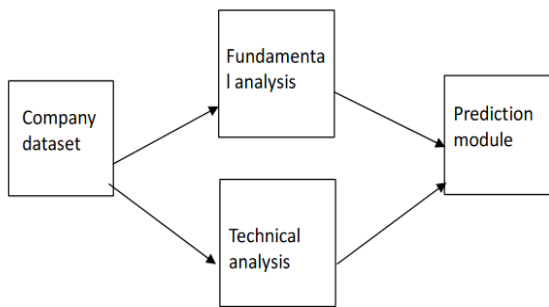 Company
dataset
Fundamenta
l analysis
Technical
analysis
Prediction
module